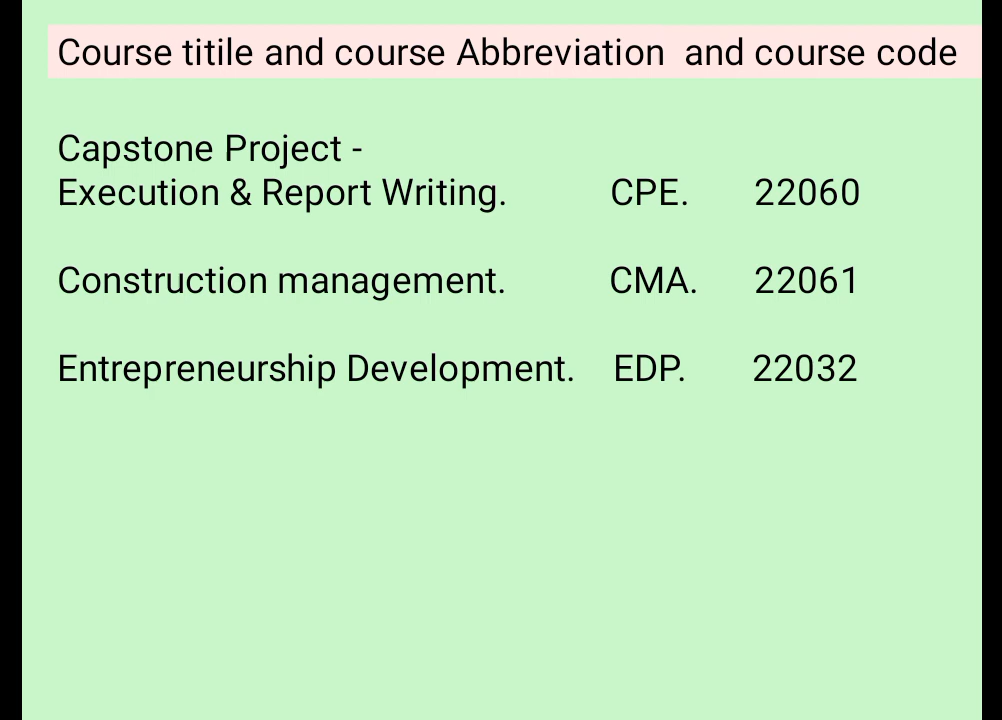 Course titile and course Abbreviation  and course code
Capstone Project -
Execution & Report Writing. CPE. 22060
Construction management. CMA. 22061
Entrepreneurship Development. EDP. 22032